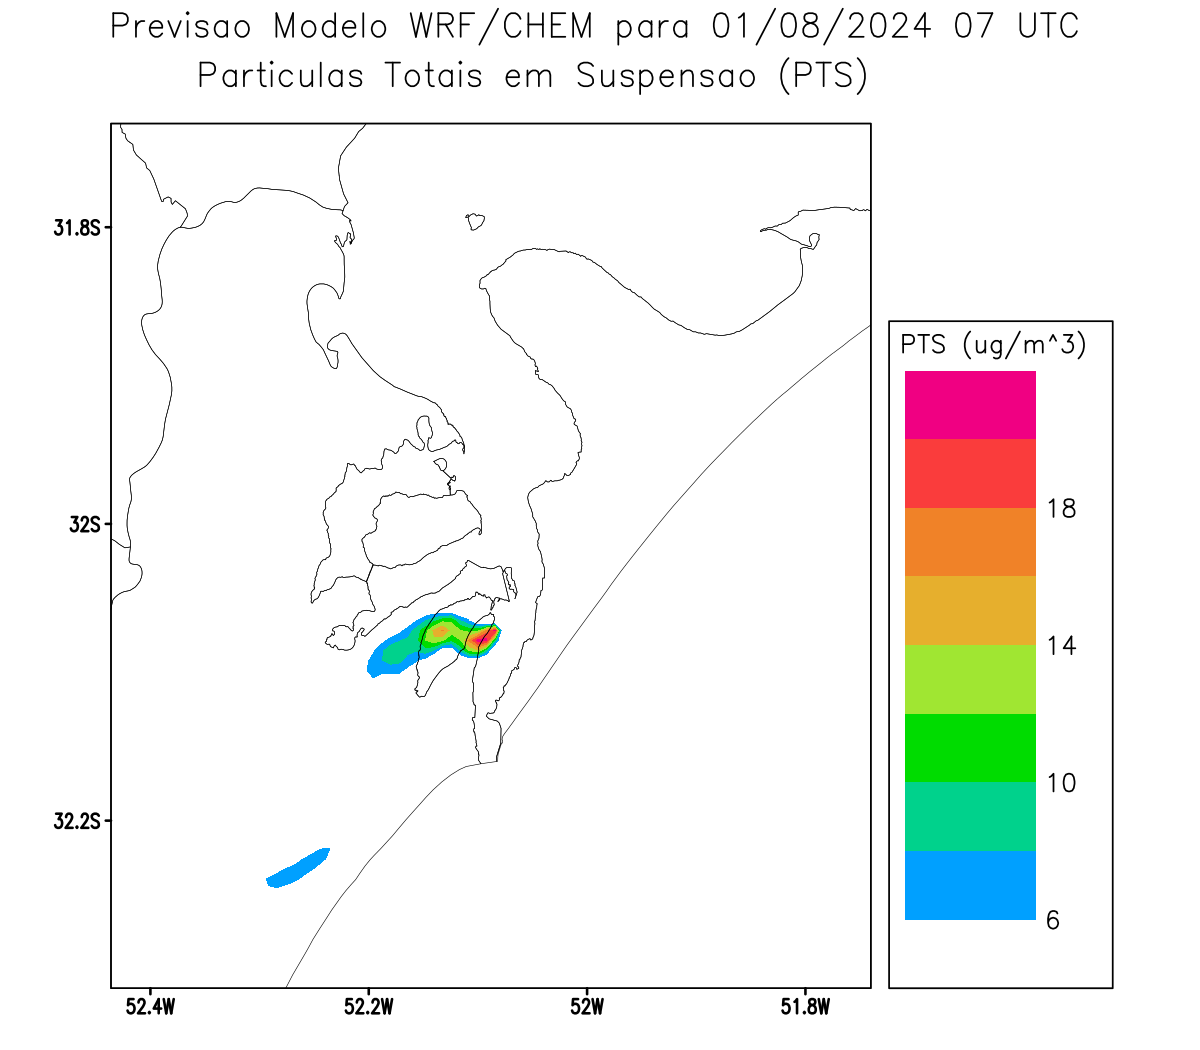 Previsao Modelo WRF/CHEM para 01/08/2024 07 UTC
Particulas Totais em Suspensao (PTS)
31.8S
32S
32.2S
52.4W
52.2W
52W
51.8W
PTS (ug/m^3)
18
14
10
6